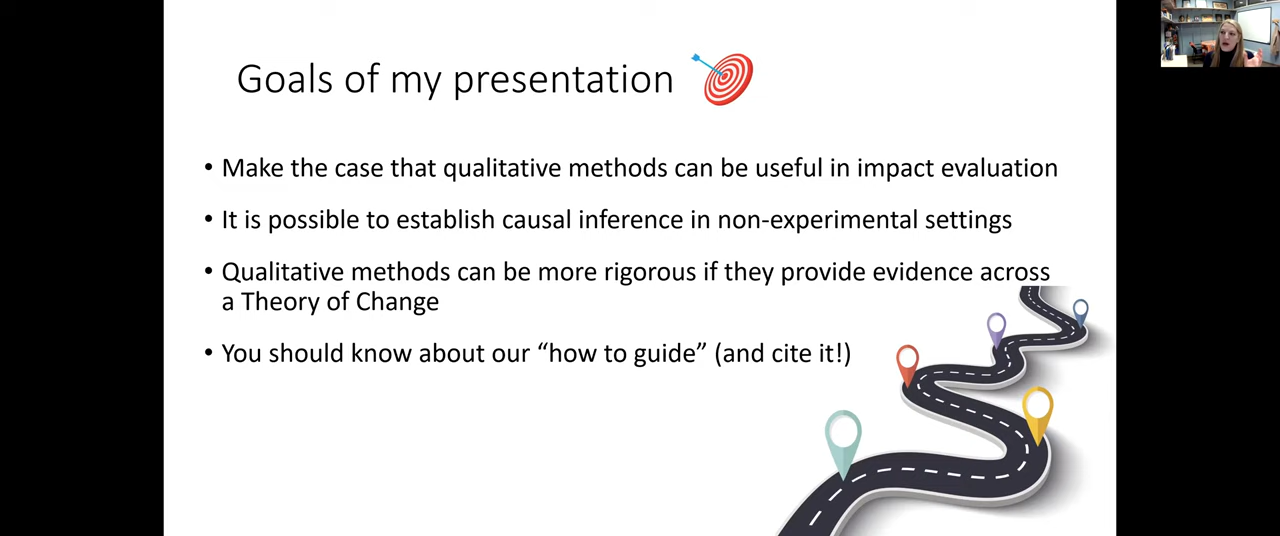 Goals of my presentation
• Make the case that qualitative methods can be useful in impact evaluation
• It is possible to establish causal inference in non-experimental settings
• Qualitative methods can be more rigorous if they provide evidence across
a Theory of Change
• You should know about our “how to guide” (and cite it!)